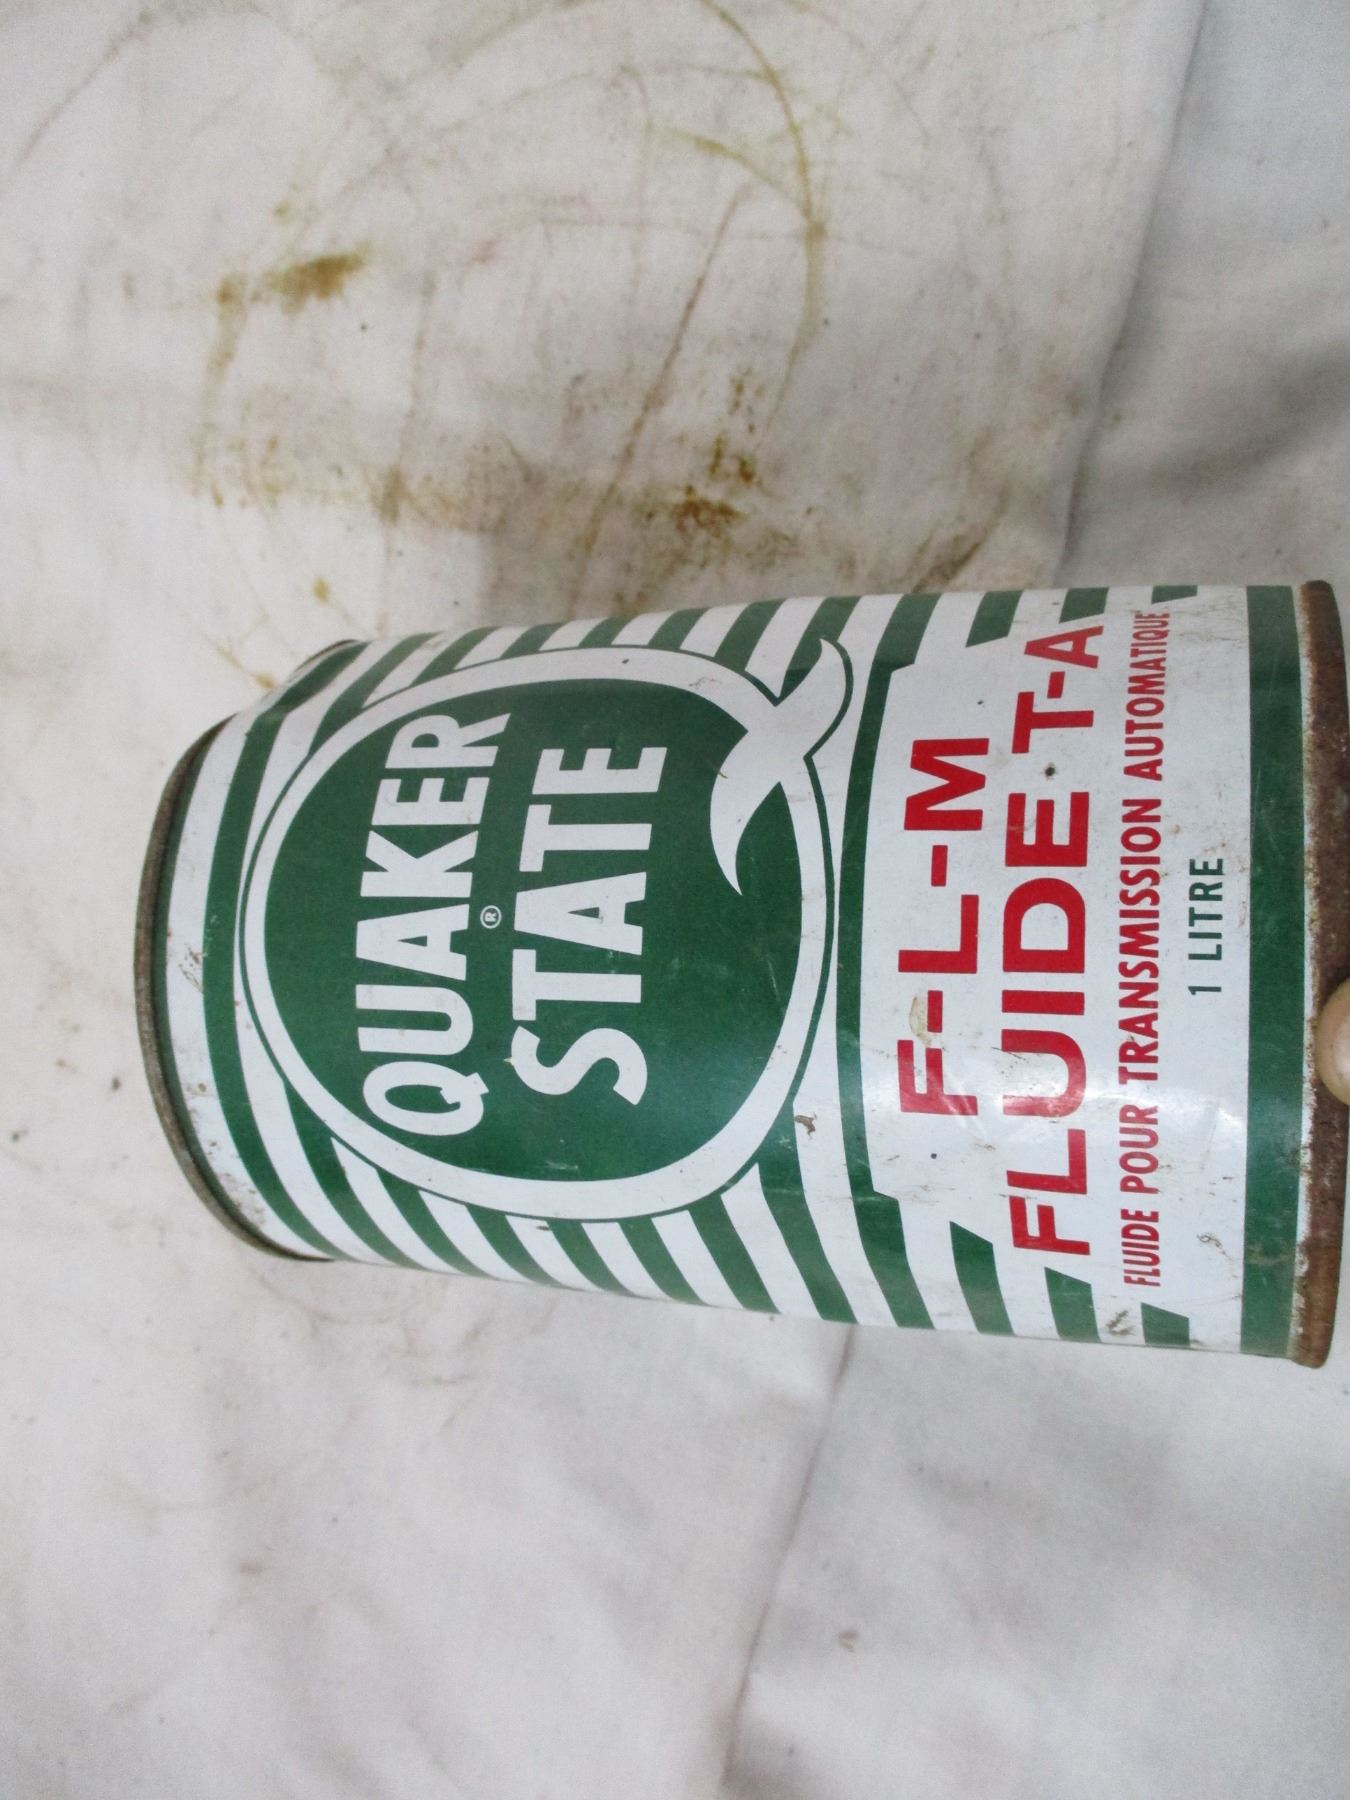 QUAKER
®
STATE
F-L-M
FLUIDE T-A
FLUIDE POUR TRANSMISSION AUTOMATIQUE
1 LITRE